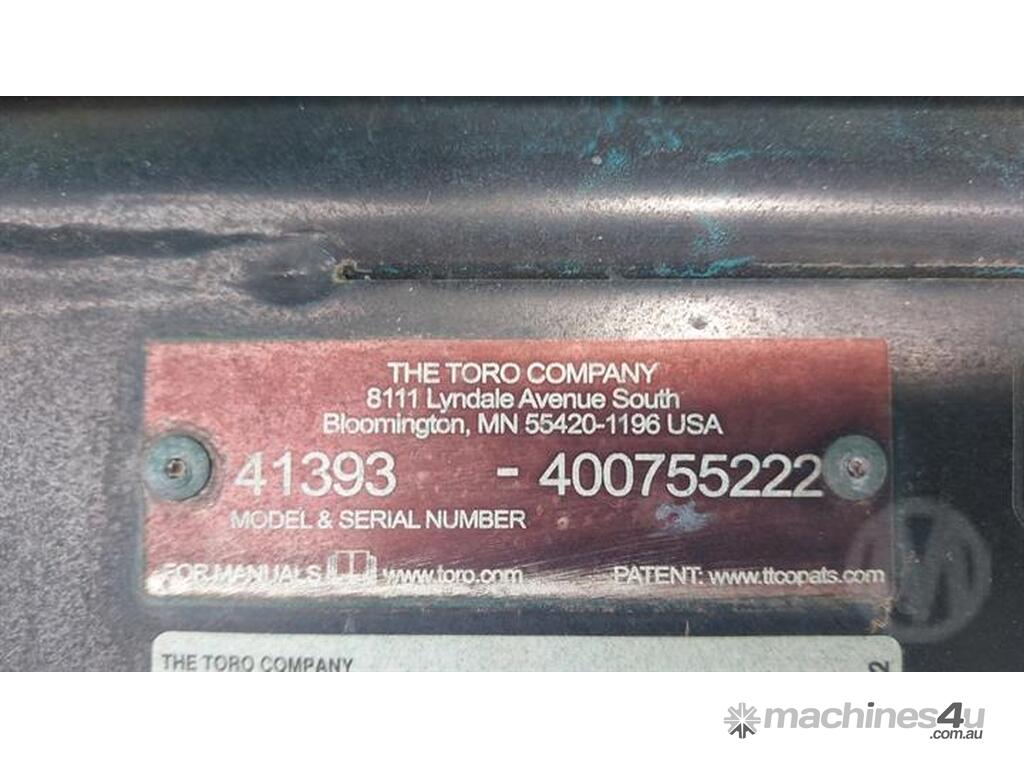 THE TORO COMPANY
8111 Lyndale Avenue South
Bloomington, MN 55420-1196 USA
41393 - 400755222
MODEL & SERIAL NUMBER
FOR MANUALS www.toro.com PATENT: www.ttcopats.com
THE TORO COMPANY 2
machines4u
.com.au